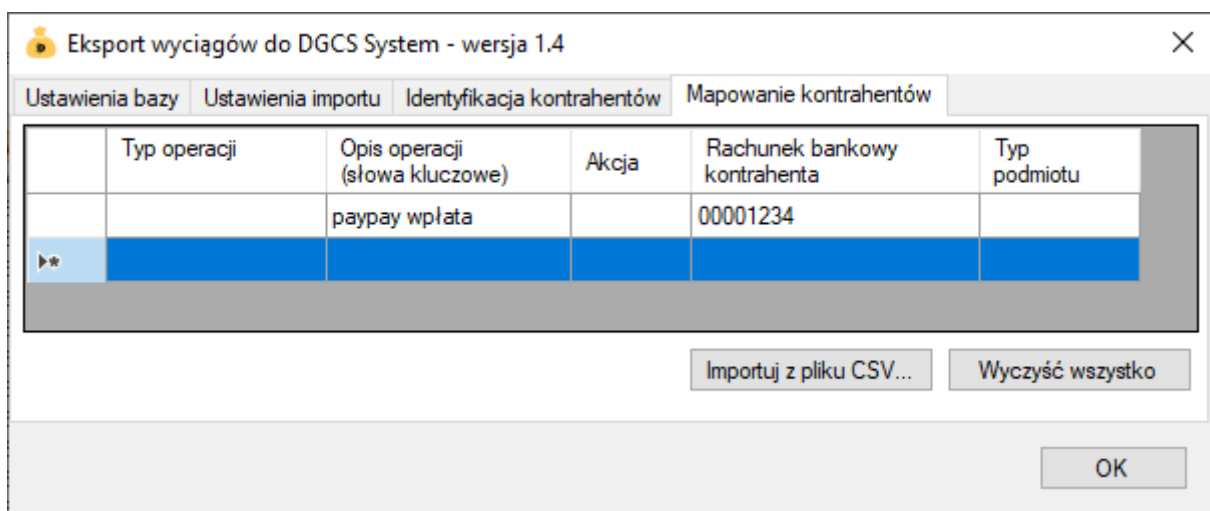 Eksport wyciągów do DGCS System - wersja 1.4
Ustawienia bazy Ustawienia importu Identyfikacja kontrahentów Mapowanie kontrahentów
Typ operacji Opis operacji (słowa kluczowe) Akcja Rachunek bankowy kontrahenta Typ podmiotu
paypay wpłata 00001234
Importuj z pliku CSV... Wyczyść wszystko
OK